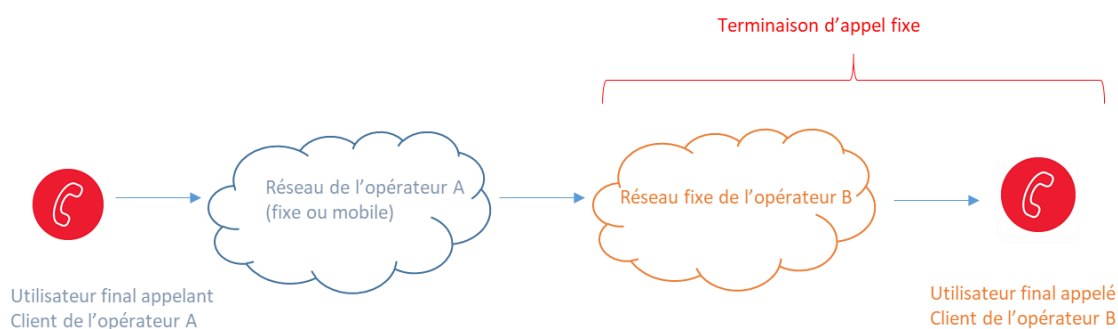 Terminaison d’appel fixe
Réseau de l’opérateur A
(fixe ou mobile)
Réseau fixe de l’opérateur B
Utilisateur final appelant
Client de l’opérateur A
Utilisateur final appelé
Client de l’opérateur B